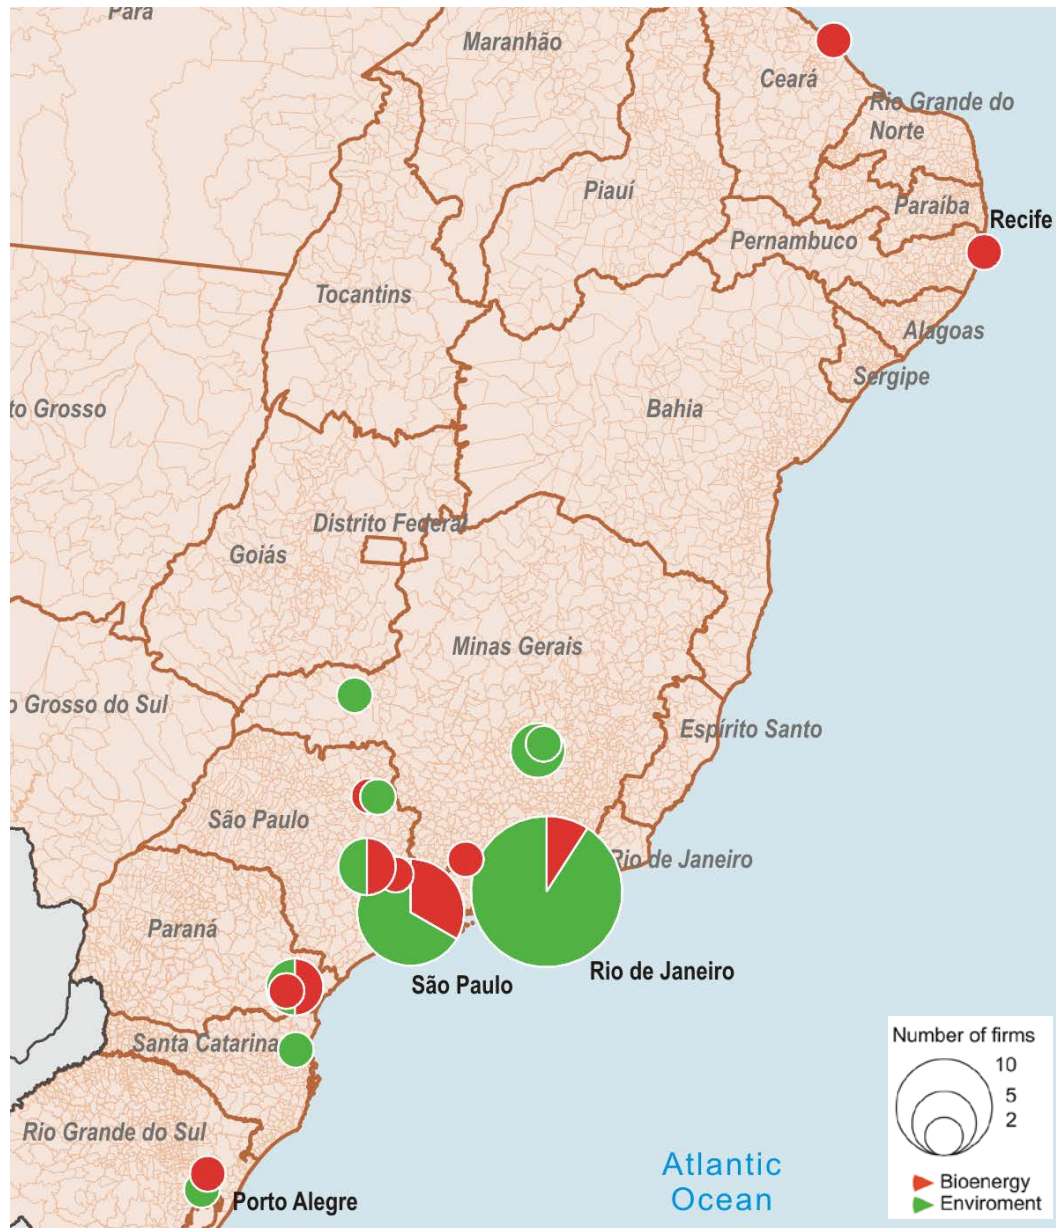 Pará
Maranhão
Ceará
Rio Grande do
Norte
Piauí
Paraíba
Recife
Pernambuco
Tocantins
Alagoas
Sergipe
to Grosso
Bahia
Distrito Federal
Goiás
Minas Gerais
o Grosso do Sul
Espírito Santo
São Paulo
Rio de Janeiro
Paraná
Rio de Janeiro
São Paulo
Santa Catarina
Number of firms
10
5
2
Rio Grande do Sul
Atlantic
Ocean
Bioenergy
Enviroment
Porto Alegre